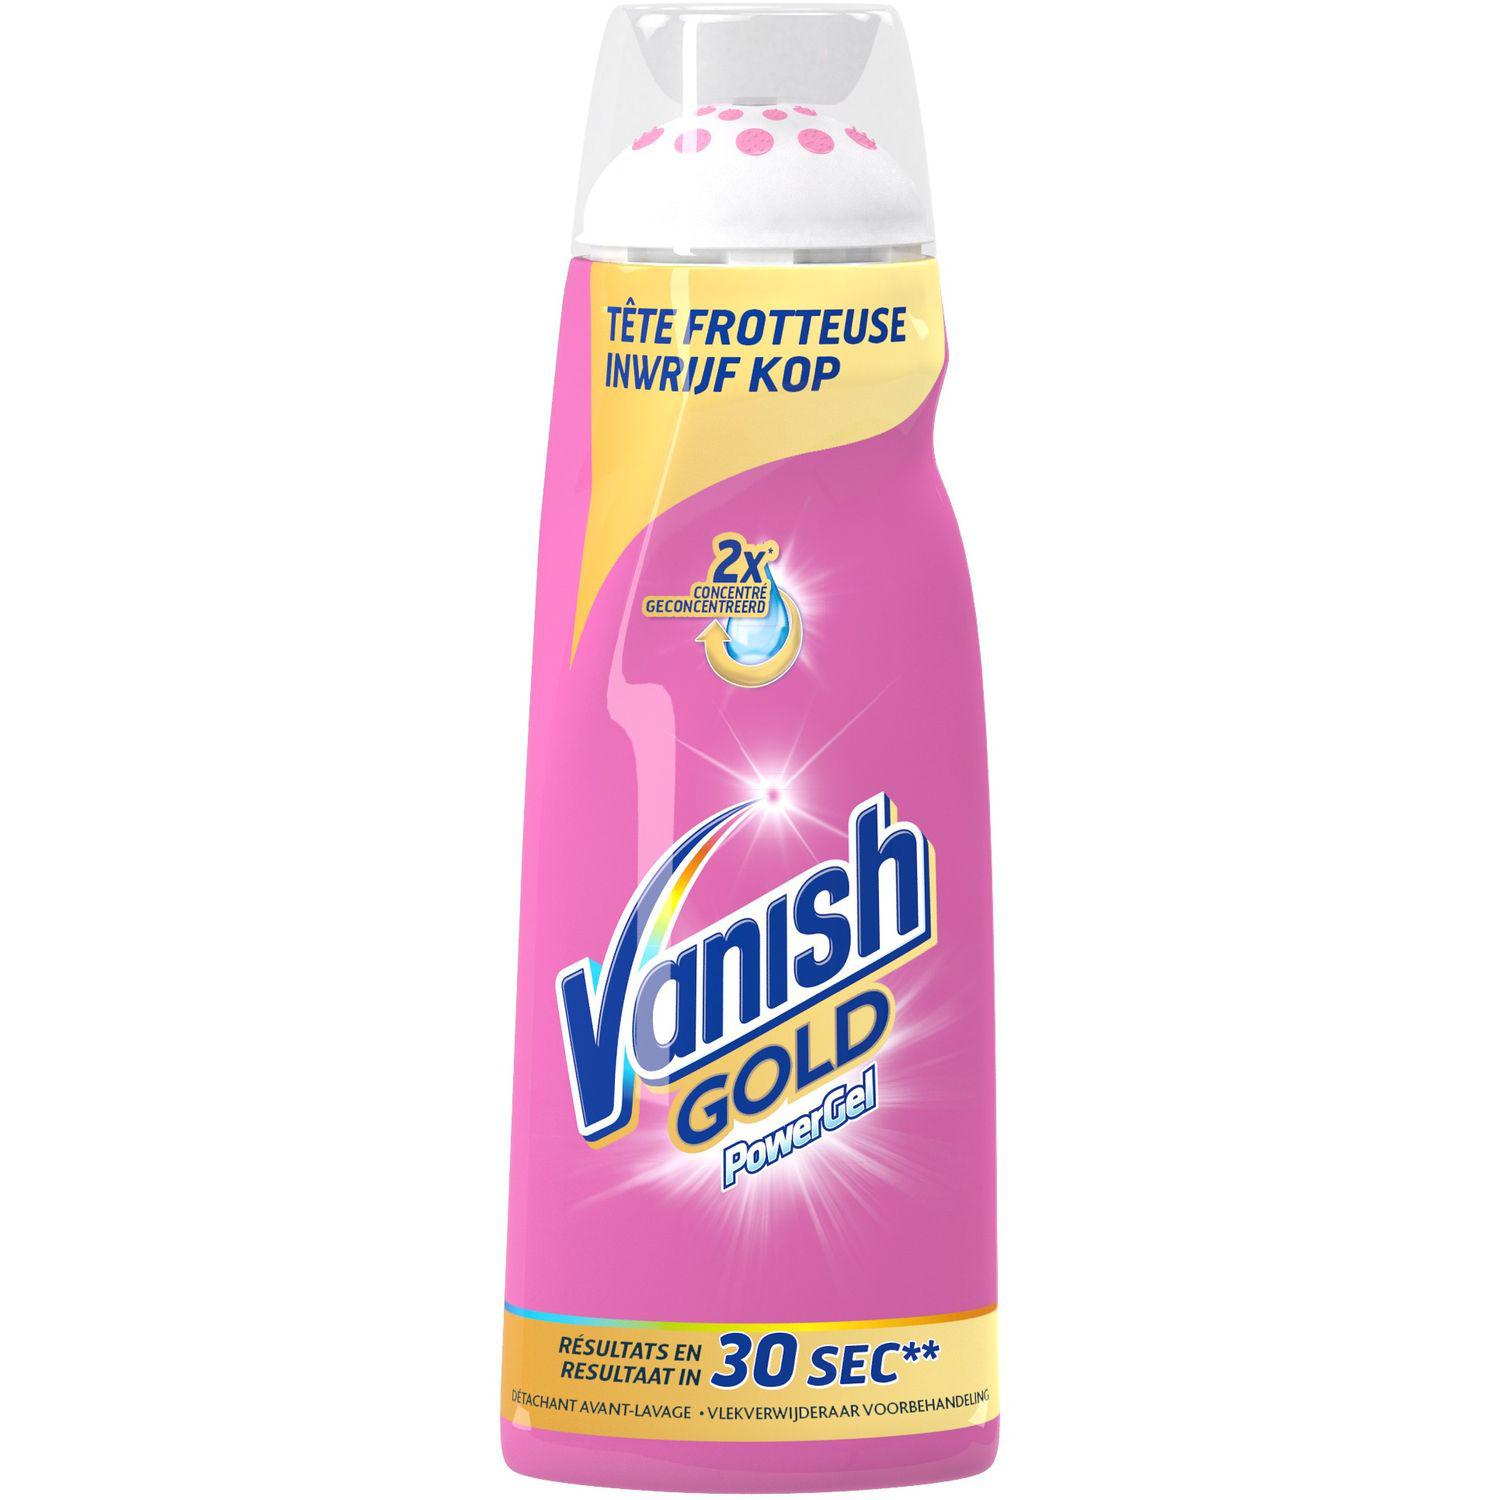 TÊTE FROTTEUSE
INWRIJF KOP
2x*
CONCENTRÉ
GECONCENTREERD
Vanish
GOLD
PowerGel
RÉSULTATS EN
RESULTAAT IN
30 SEC**
DÉTACHANT AVANT-LAVAGE • VLEKVERWIJDERAAR VOORBEHANDELING